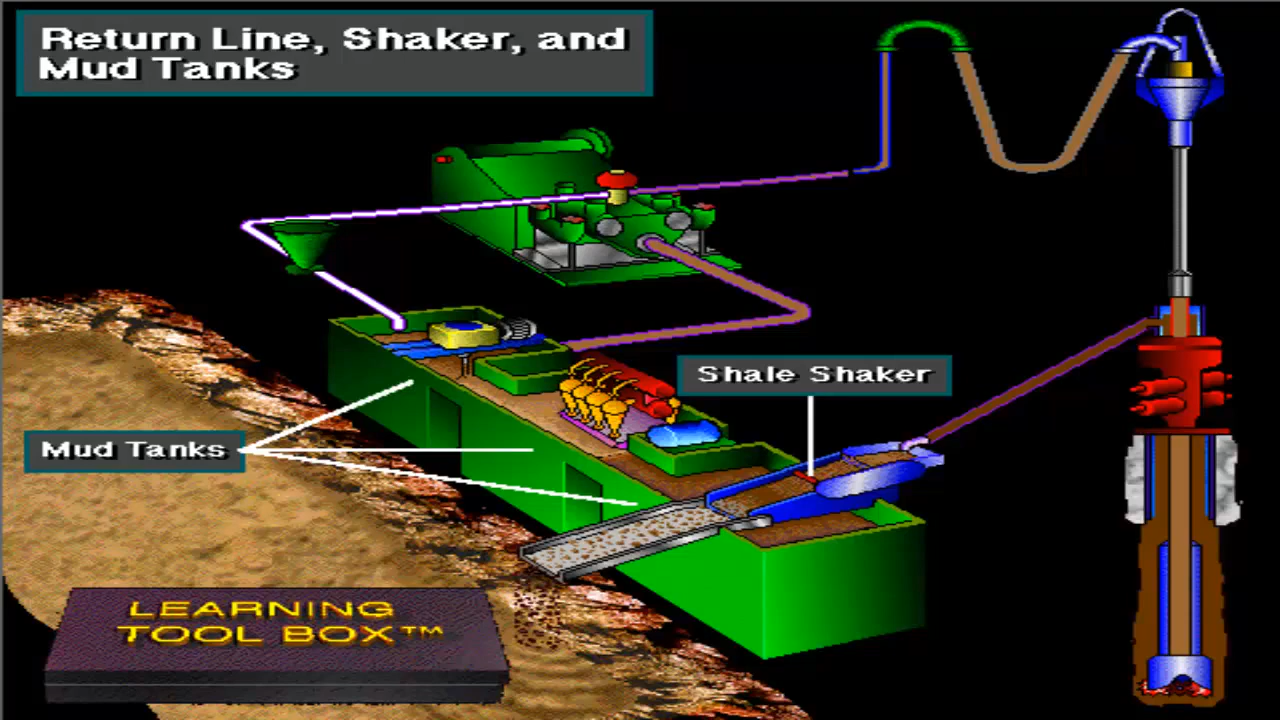 Return Line, Shaker, and
Mud Tanks
Shale Shaker
Mud Tanks
LEARNING
TOOL BOX™